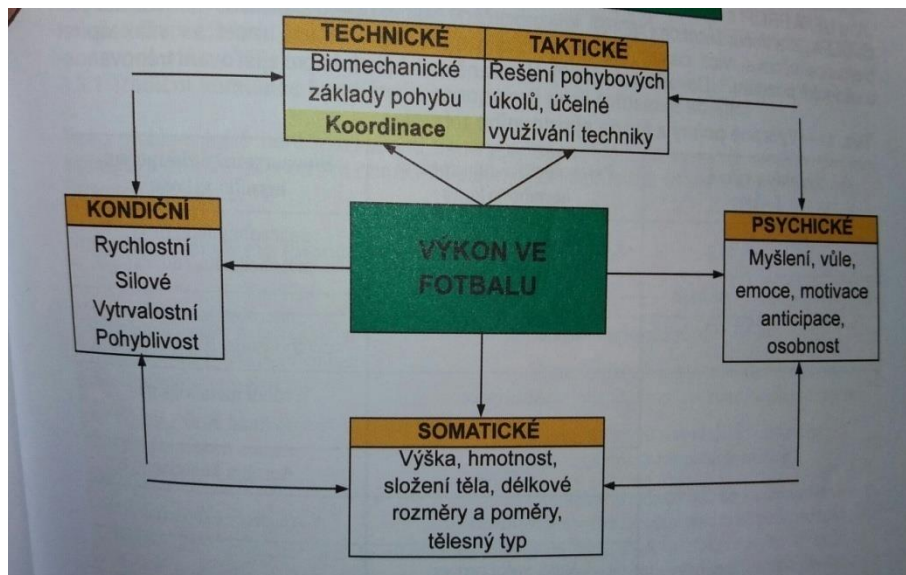 TECHNICKÉ
Biomechanické
základy pohybu
Koordinace
TAKTICKÉ
Řešení pohybových
úkolů, účelné
využívání techniky
KONDIČNÍ
Rychlostní
Silové
Vytrvalostní
Pohyblivost
VÝKON VE
FOTBALU
PSYCHICKÉ
Myšlení, vůle,
emoce, motivace
anticipace,
osobnost
SOMATICKÉ
Výška, hmotnost,
složení těla, délkové
rozměry a poměry,
tělesný typ